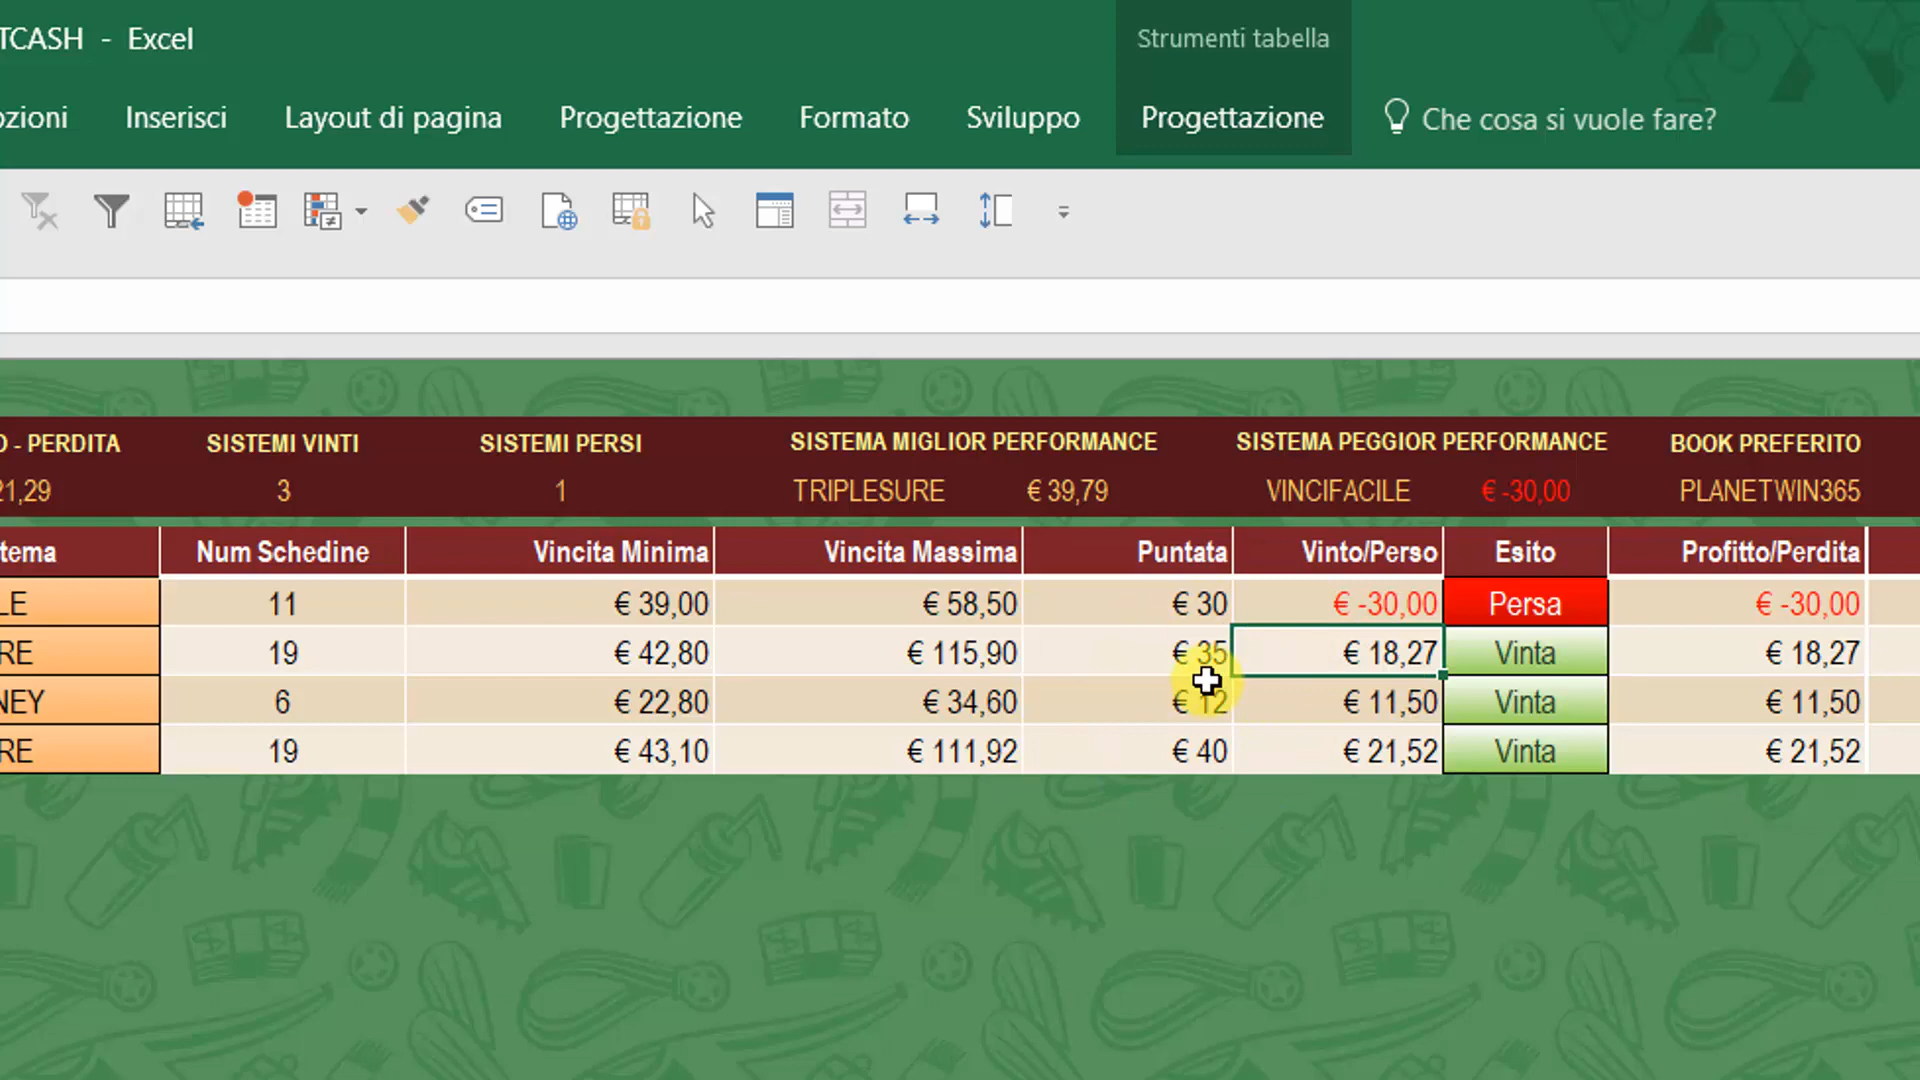 TCASH - Excel
Strumenti tabella
ozioni Inserisci Layout di pagina Progettazione Formato Sviluppo Progettazione Che cosa si vuole fare?
O - PERDITA SISTEMI VINTI SISTEMI PERSI SISTEMA MIGLIOR PERFORMANCE SISTEMA PEGGIOR PERFORMANCE BOOK PREFERITO
21,29 3 1 TRIPLESURE € 39,79 VINCIFACILE € -30,00 PLANETWIN365
tema Num Schedine Vincita Minima Vincita Massima Puntata Vinto/Perso Esito Profitto/Perdita
LE 11 € 39,00 € 58,50 € 30 € -30,00 Persa € -30,00
RE 19 € 42,80 € 115,90 € 35 € 18,27 Vinta € 18,27
NEY 6 € 22,80 € 34,60 € 12 € 11,50 Vinta € 11,50
RE 19 € 43,10 € 111,92 € 40 € 21,52 Vinta € 21,52